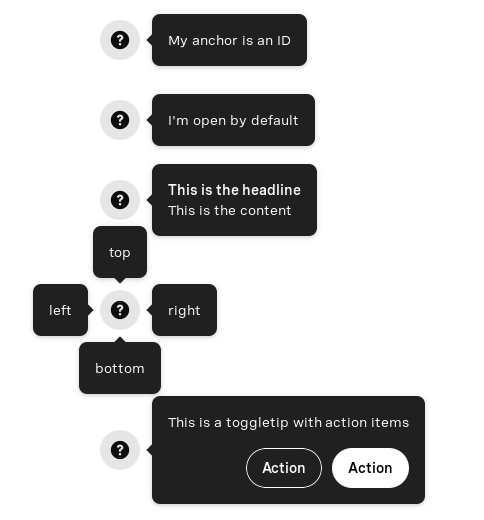 My anchor is an ID
I'm open by default
This is the headline
This is the content
top
left
right
bottom
This is a toggletip with action items
Action Action